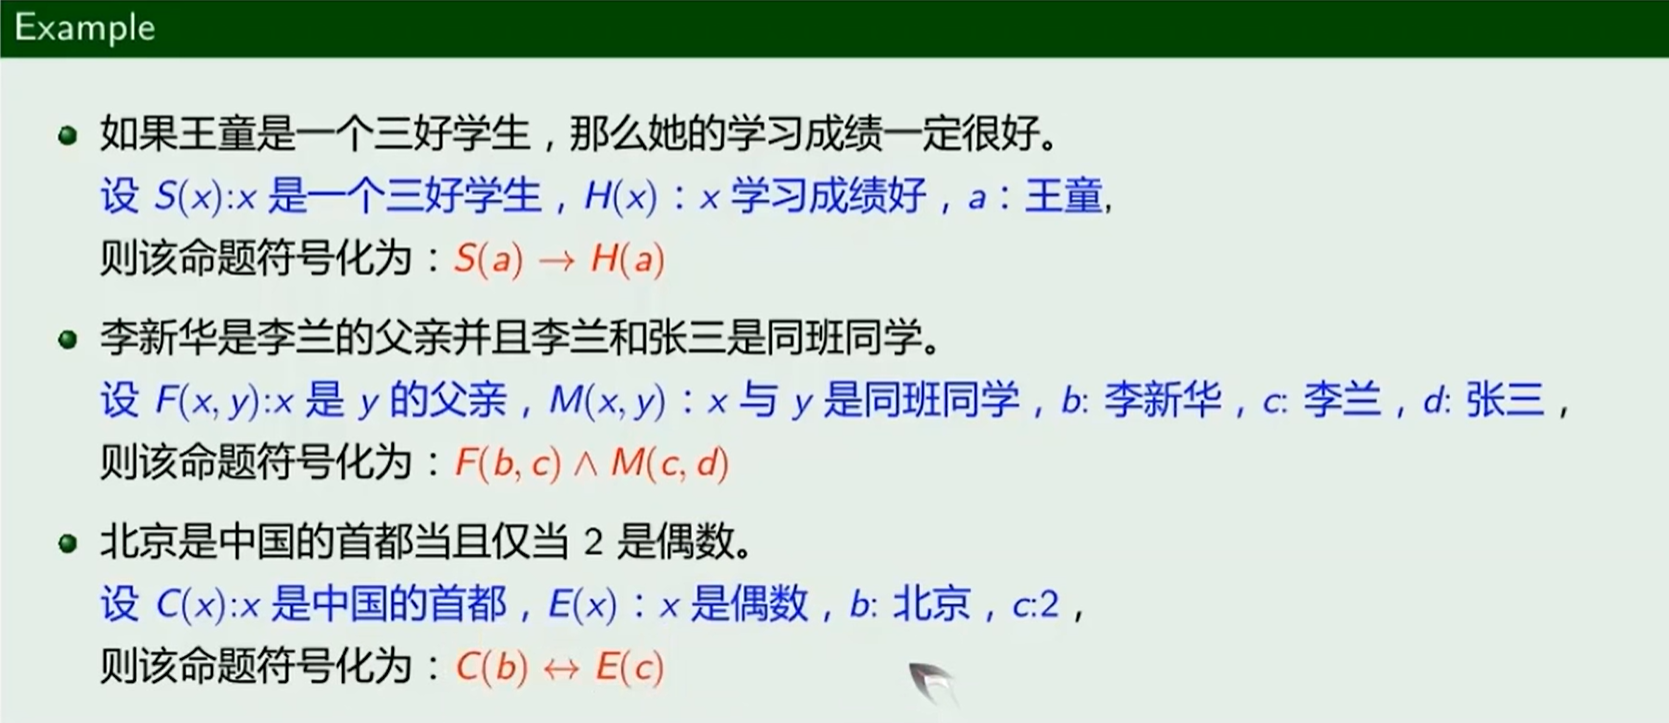 Example
如果王童是一个三好学生，那么她的学习成绩一定很好。
设 S(x):x 是一个三好学生，H(x)：x 学习成绩好，a：王童,
则该命题符号化为：S(a) → H(a)
李新华是李兰的父亲并且李兰和张三是同班同学。
设 F(x, y):x 是 y 的父亲，M(x, y)：x 与 y 是同班同学，b: 李新华，c: 李兰，d: 张三，
则该命题符号化为：F(b, c) ∧ M(c, d)
北京是中国的首都当且仅当 2 是偶数。
设 C(x):x 是中国的首都，E(x)：x 是偶数，b: 北京，c:2，
则该命题符号化为：C(b) ↔ E(c)